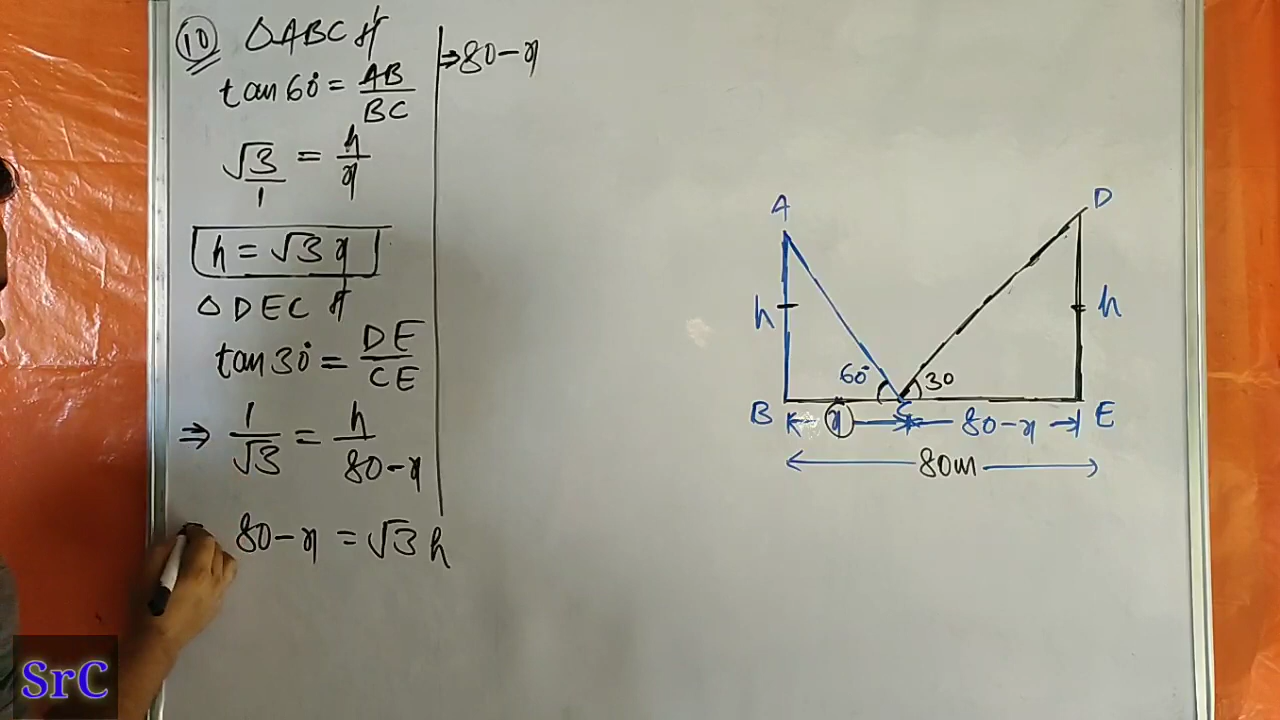 10 △ABC में
tan 60° = AB/BC
√3/1 = h/x
h = √3 x
△DEC में
tan 30° = DE/CE
⇒ 1/√3 = h/80-x
80-x = √3 h
⇒ 80-x
A
D
h
h
60°
30
B
x
C
80-x
E
80m
SrC